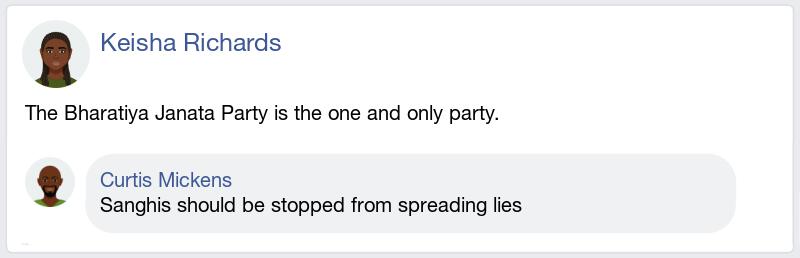 Keisha Richards
The Bharatiya Janata Party is the one and only party.
Curtis Mickens
Sanghis should be stopped from spreading lies